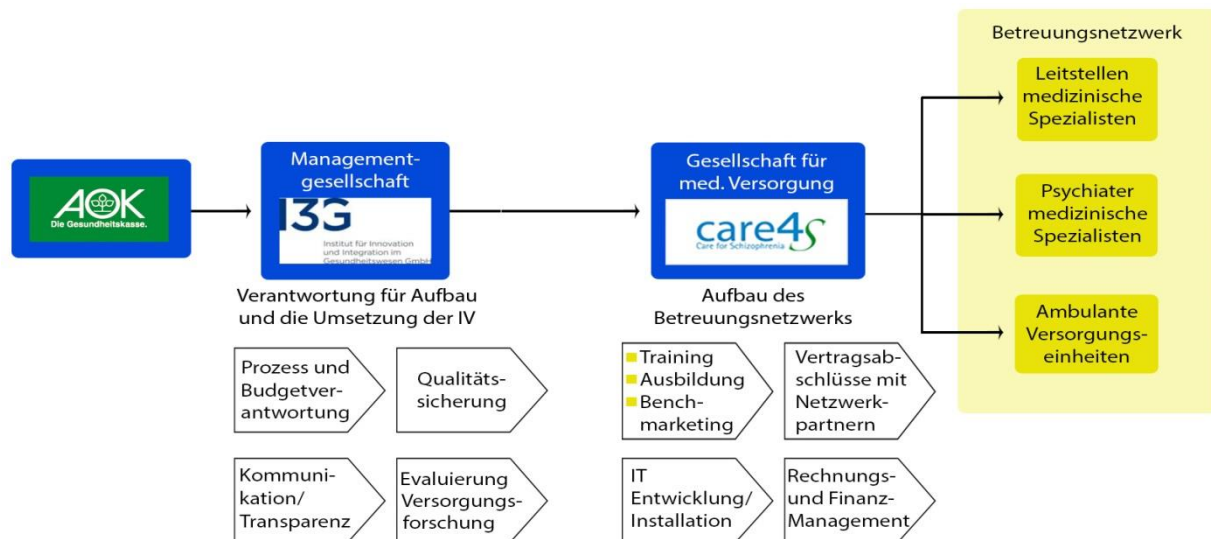 AOK
Die Gesundheitskasse.
Management-
gesellschaft
I3G
Institut für Innovation
und Integration im
Gesundheitswesen GmbH
Verantwortung für Aufbau
und die Umsetzung der IV
Prozess und
Budgetver-
antwortung
Qualitäts-
sicherung
Kommuni-
kation/
Transparenz
Evaluierung
Versorgungs-
forschung
Gesellschaft für
med. Versorgung
care4s
Care for Schizophrenia
Aufbau des
Betreuungsnetzwerks
Training
Ausbildung
Bench-
marketing
Vertragsab-
schlüsse mit
Netzwerk-
partnern
IT
Entwicklung/
Installation
Rechnungs-
und Finanz-
Management
Betreuungsnetzwerk
Leitstellen
medizinische
Spezialisten
Psychiater
medizinische
Spezialisten
Ambulante
Versorgungs-
einheiten